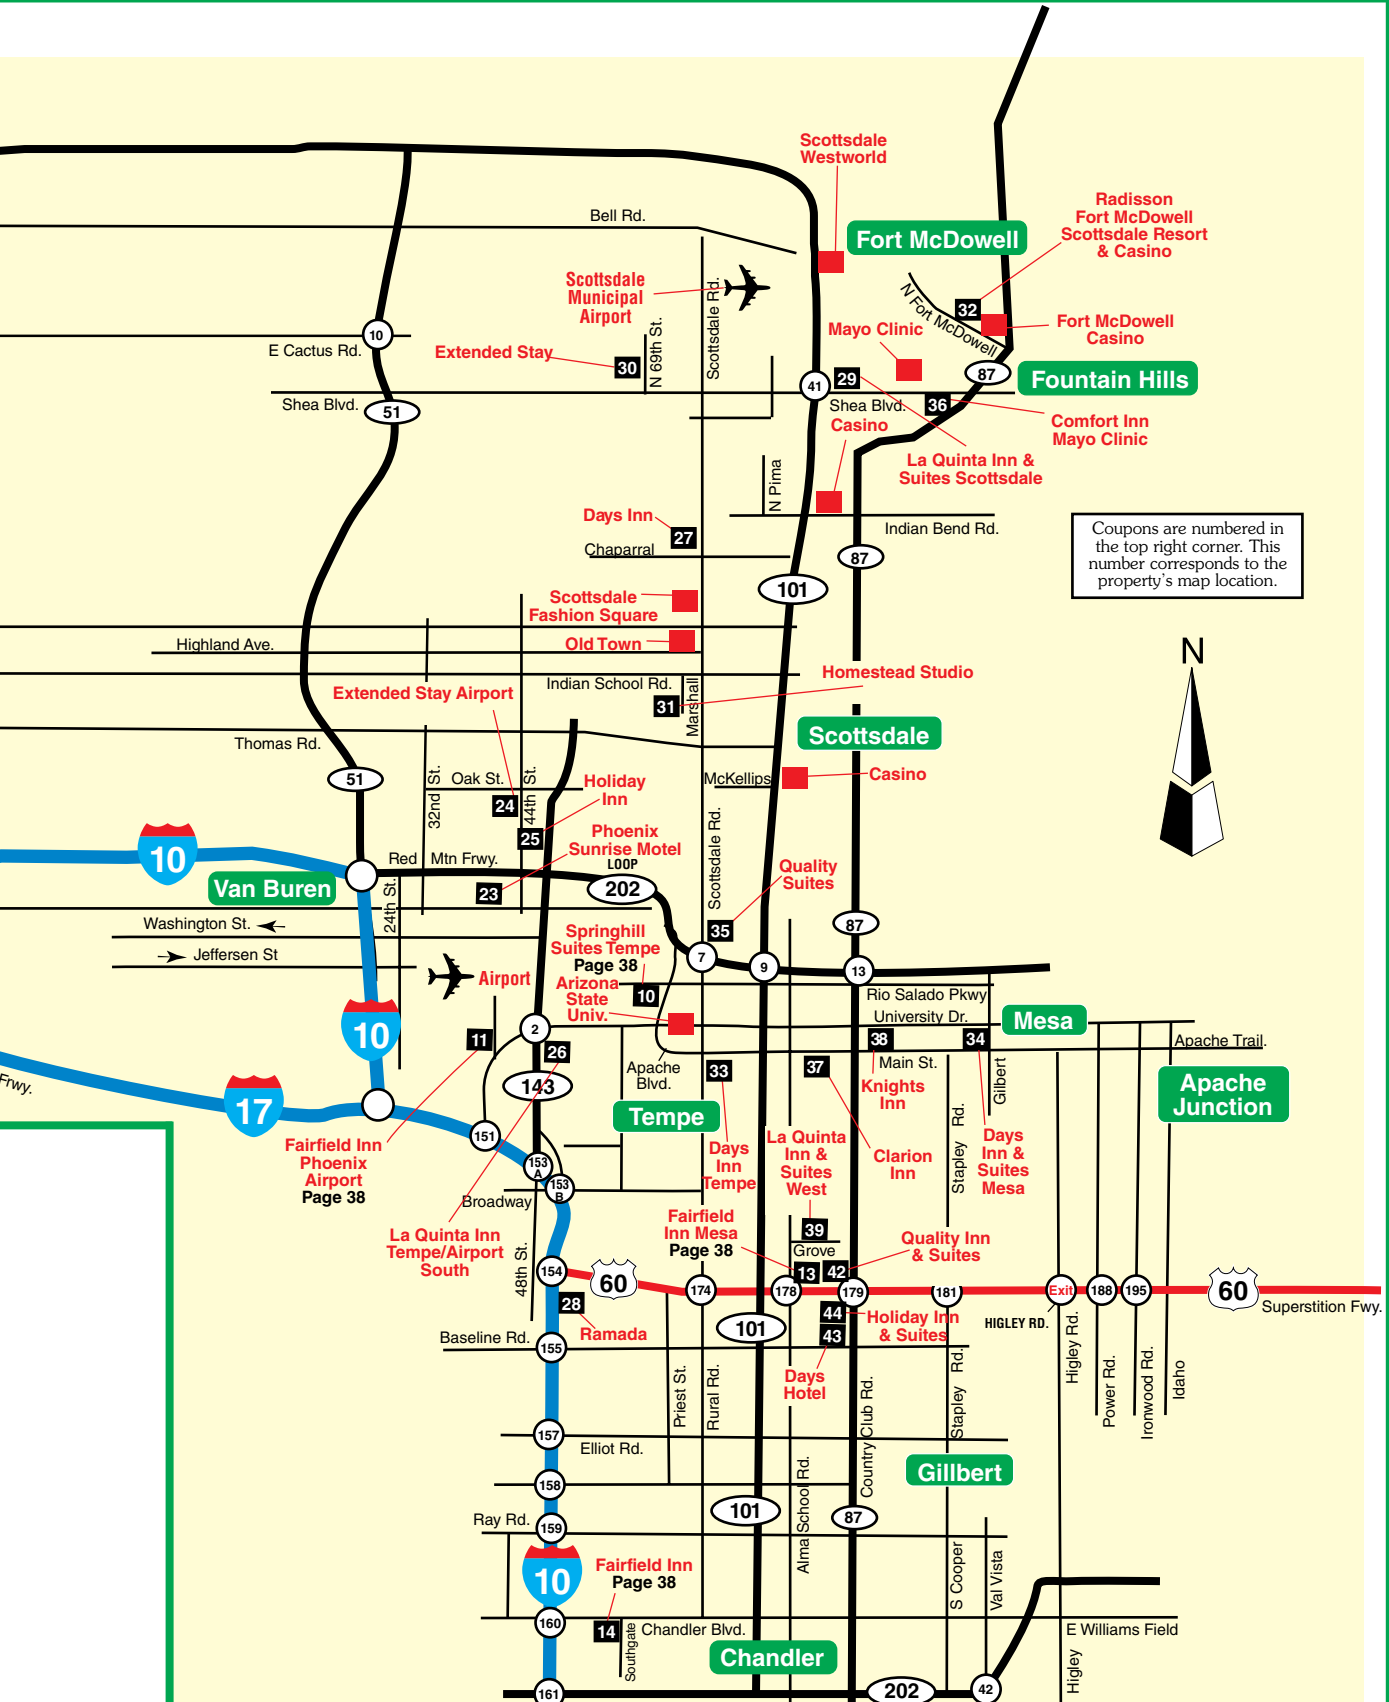 Scottsdale
Westworld
Radisson
Fort McDowell
Scottsdale Resort
& Casino
Bell Rd.
Fort McDowell
Scottsdale
Municipal
Airport
Scottsdale Rd.
N Fort McDowell
32
Fort McDowell
Casino
Mayo Clinic
10
E Cactus Rd.
Extended Stay
30
N 69th St.
87
Fountain Hills
41
29
Shea Blvd.
51
Shea Blvd.
36
Casino
Comfort Inn
Mayo Clinic
La Quinta Inn &
Suites Scottsdale
N Pima
Days Inn
27
Chaparral
Indian Bend Rd.
87
Coupons are numbered in
the top right corner. This
number corresponds to the
property's map location.
101
Scottsdale
Fashion Square
Highland Ave.
Old Town
N
Homestead Studio
Indian School Rd.
Extended Stay Airport
31
Marshall
Scottsdale
Thomas Rd.
51
32nd St.
Oak St.
44th St.
24
Holiday
Inn
McKellips
Casino
25
Phoenix
Sunrise Motel
Scottsdale Rd.
10
Red Mtn Frwy.
LOOP
202
Quality
Suites
Van Buren
23
24th St.
Washington St.
Jeffersen St
35
87
Springhill
Suites Tempe
Page 38
7
9
13
Airport
Arizona
State
Univ.
10
Rio Salado Pkwy
University Dr.
Mesa
10
11
2
26
38
34
Apache Trail.
Main St.
Apache
Blvd.
33
37
Knights
Inn
Gilbert
Apache
Junction
Frwy.
17
143
Tempe
Stapley Rd.
151
Fairfield Inn
Phoenix
Airport
Page 38
153
A
153
B
Broadway
Days
Inn
Tempe
La Quinta
Inn &
Suites
West
Clarion
Inn
Days
Inn &
Suites
Mesa
La Quinta Inn
Tempe/Airport
South
48th St.
Fairfield
Inn Mesa
Page 38
39
Grove
Quality Inn
& Suites
13
42
154
60
174
178
179
181
Exit
188
195
60
Superstition Fwy.
28
Ramada
101
44
43
Holiday Inn
& Suites
HIGLEY RD.
Baseline Rd.
155
Days
Hotel
Priest St.
Rural Rd.
Country Club Rd.
Stapley Rd.
Higley Rd.
Power Rd.
Ironwood Rd.
Idaho
157
Elliot Rd.
158
Gillbert
Alma School Rd.
101
87
Ray Rd.
159
10
Fairfield Inn
Page 38
S Cooper
Val Vista
160
14
Southgate
Chandler Blvd.
E Williams Field
Chandler
Higley
161
202
42